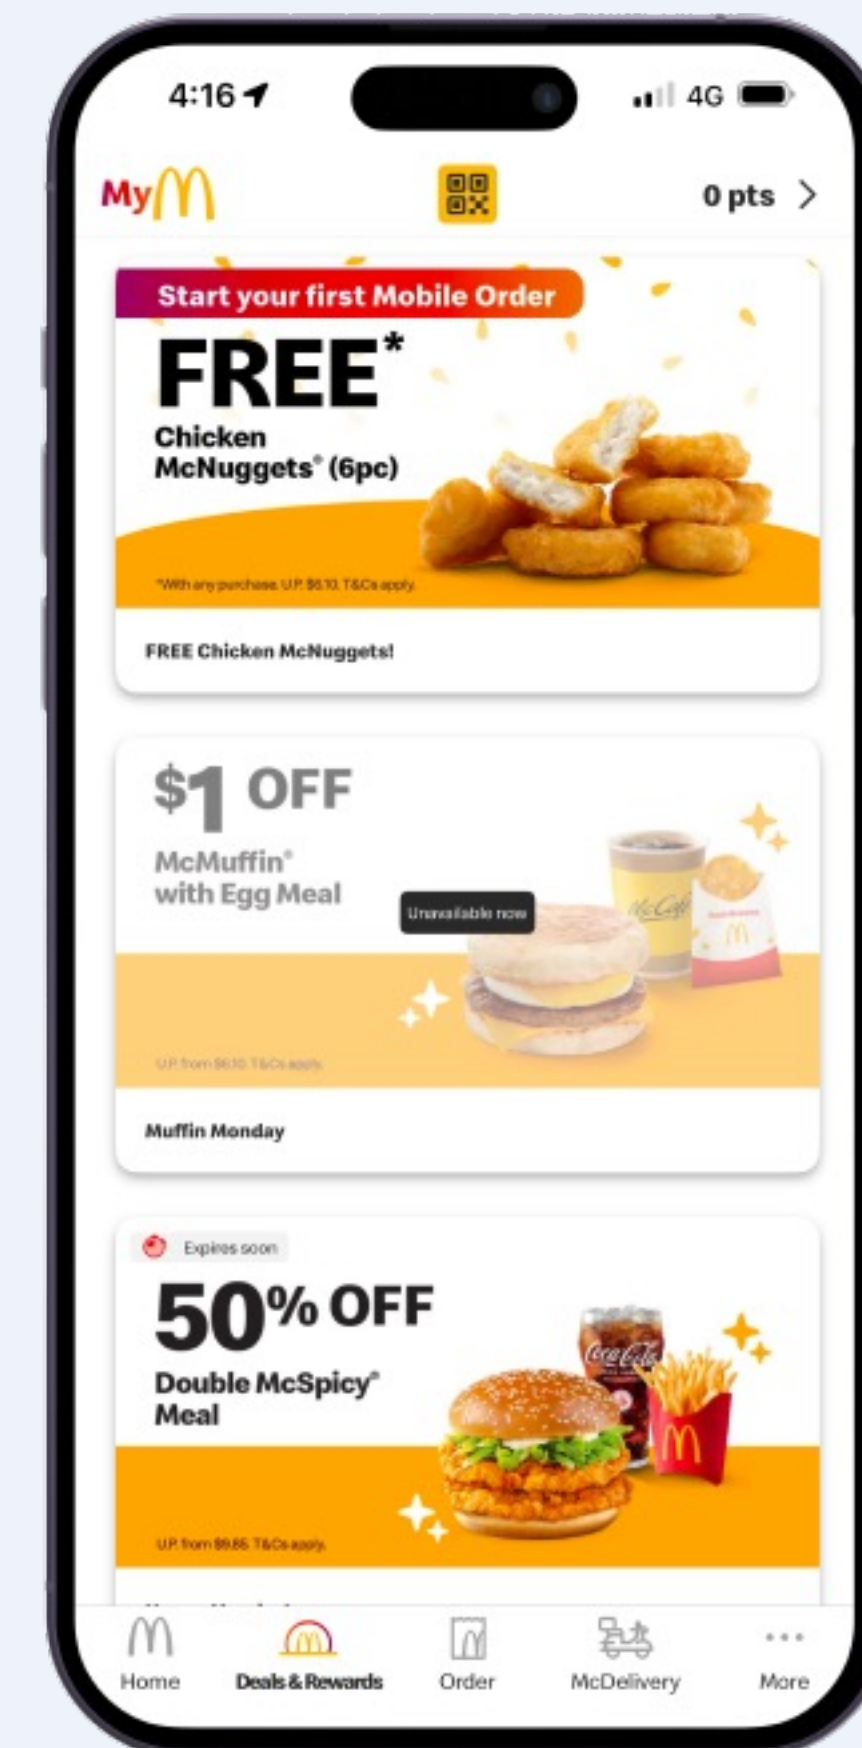 4:16
4G
My
0 pts
Start your first Mobile Order
FREE*
Chicken
McNuggets® (6pc)
*With any purchase. U.P. $6.10. T&Cs apply.
FREE Chicken McNuggets!
$1 OFF
McMuffin®
with Egg Meal
McCafé
Unavailable now
U.P. from $6.10. T&Cs apply.
Muffin Monday
Expires soon
50% OFF
Double McSpicy®
Meal
Coca-Cola
U.P. from $9.85. T&Cs apply.
Home
Deals & Rewards
Order
McDelivery
More